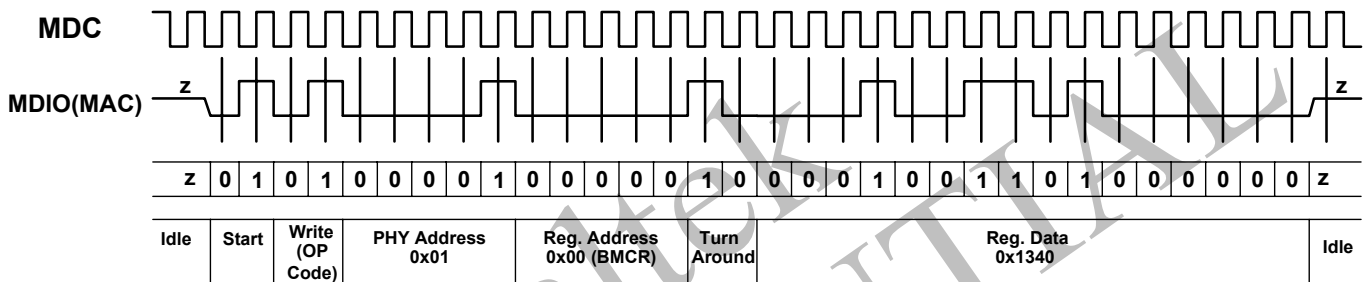 MDC
z z
MDIO(MAC)
z 0 1 0 1 0 0 0 0 1 0 0 0 0 0 1 0 0 0 0 1 0 0 1 1 0 1 0 0 0 0 0 0 z
Idle Start Write (OP Code) PHY Address 0x01 Reg. Address 0x00 (BMCR) Turn Around Reg. Data 0x1340 Idle